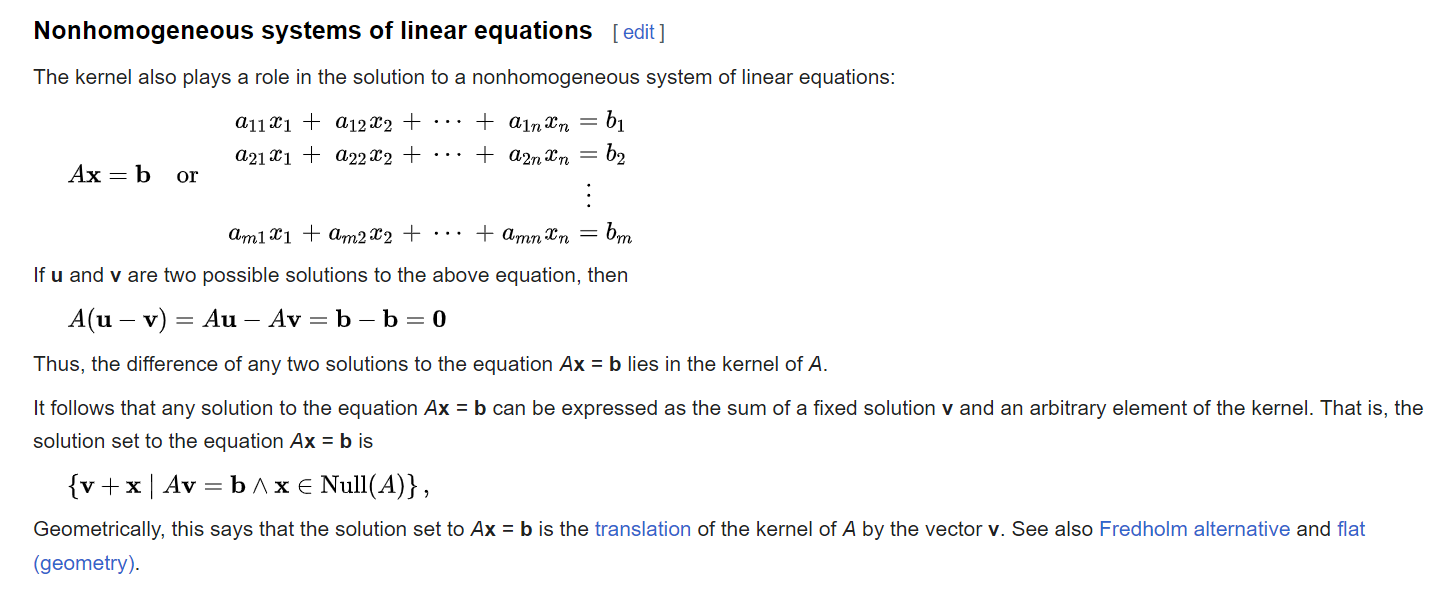 Nonhomogeneous systems of linear equations [ edit ]
The kernel also plays a role in the solution to a nonhomogeneous system of linear equations:
a₁₁x₁ + a₁₂x₂ + ⋯ + a₁ₙxₙ = b₁
a₂₁x₁ + a₂₂x₂ + ⋯ + a₂ₙxₙ = b₂
Ax = b or
⋮
aₘ₁x₁ + aₘ₂x₂ + ⋯ + aₘₙxₙ = bₘ
If u and v are two possible solutions to the above equation, then
A(u − v) = Au − Av = b − b = 0
Thus, the difference of any two solutions to the equation Ax = b lies in the kernel of A.
It follows that any solution to the equation Ax = b can be expressed as the sum of a fixed solution v and an arbitrary element of the kernel. That is, the
solution set to the equation Ax = b is
{v + x | Av = b ∧ x ∈ Null(A)},
Geometrically, this says that the solution set to Ax = b is the translation of the kernel of A by the vector v. See also Fredholm alternative and flat
(geometry).